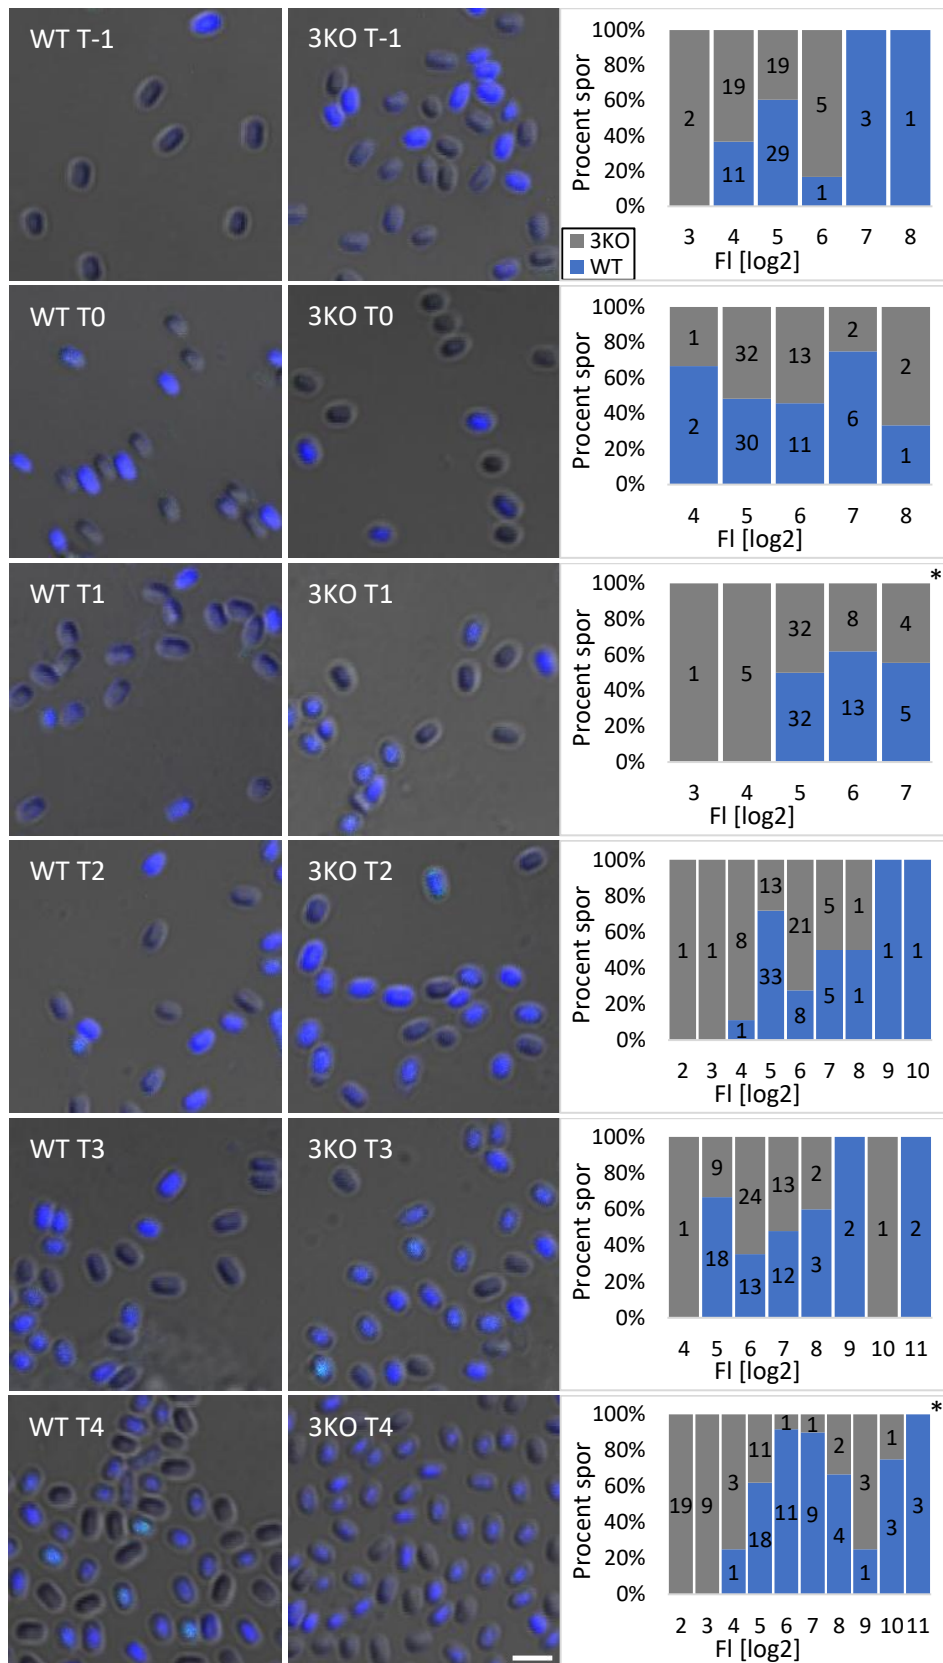 WT T-1
3KO T-1
100%
80%
60%
40%
20%
0%
Procent spor
2 19 19 5 3 1
11 29 1
3 4 5 6 7 8
Fl [log2]
3KO
WT
WT T0
3KO T0
100%
80%
60%
40%
20%
0%
Procent spor
1 32 13 2 2
2 30 11 6 1
4 5 6 7 8
Fl [log2]
WT T1
3KO T1
*
100%
80%
60%
40%
20%
0%
Procent spor
1 5 32 8 4
32 13 5
3 4 5 6 7
Fl [log2]
WT T2
3KO T2
100%
80%
60%
40%
20%
0%
Procent spor
1 1 8 13 21 5 1 1 1
1 33 8 5 1
2 3 4 5 6 7 8 9 10
Fl [log2]
WT T3
3KO T3
100%
80%
60%
40%
20%
0%
Procent spor
1 9 24 13 2 2 1 2
18 13 12 3
4 5 6 7 8 9 10 11
Fl [log2]
WT T4
3KO T4
*
100%
80%
60%
40%
20%
0%
Procent spor
19 9 3 11 1 1 2 3 1 3
1 18 11 9 4 1 3
2 3 4 5 6 7 8 9 10 11
Fl [log2]